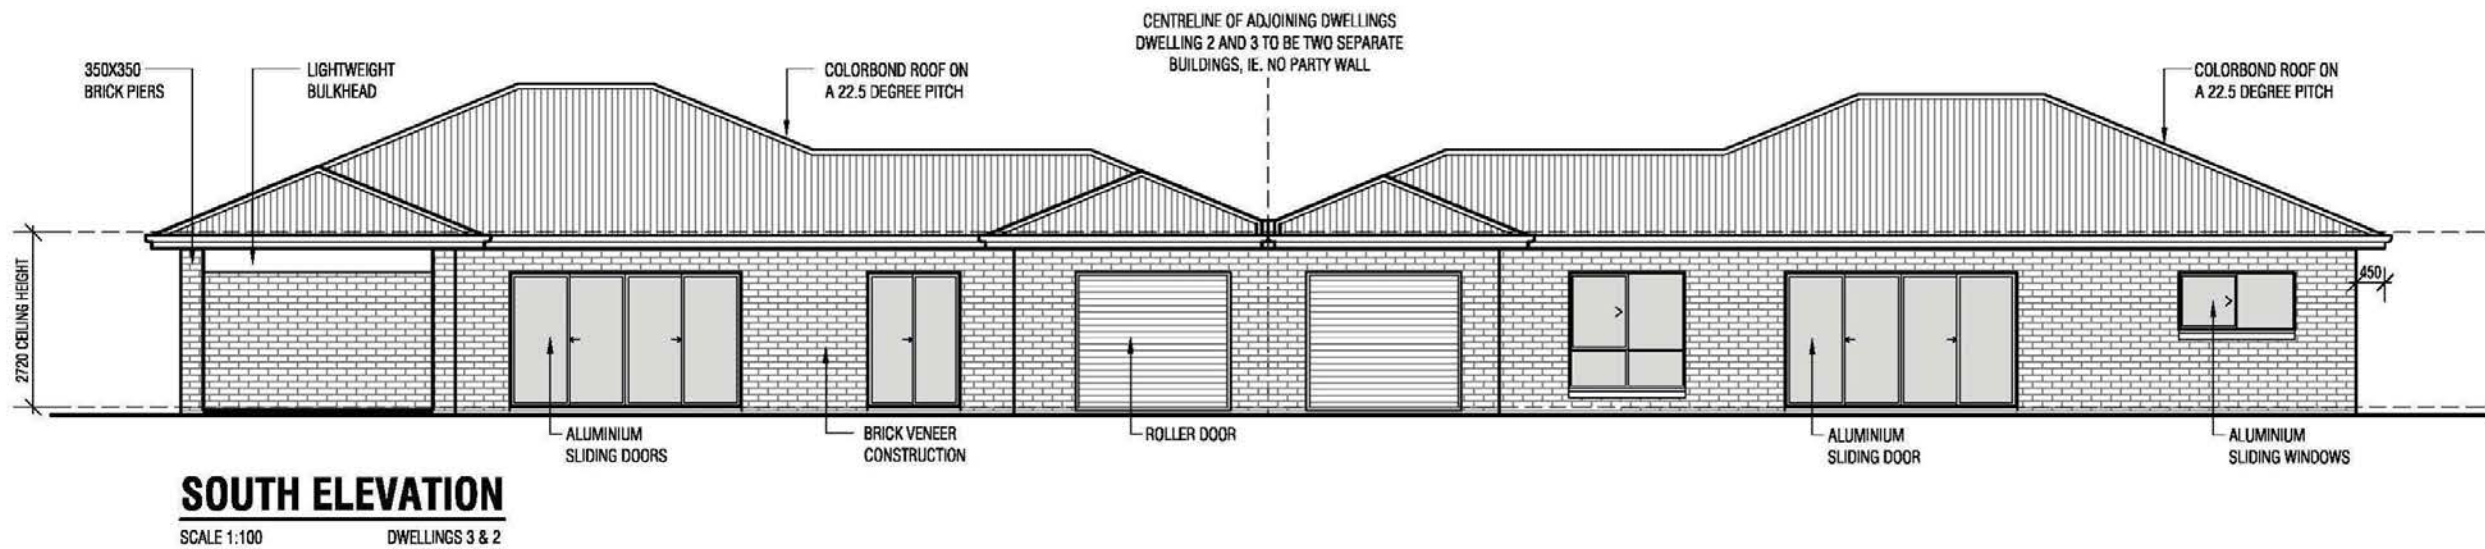 CENTRELINE OF ADJOINING DWELLINGS
DWELLING 2 AND 3 TO BE TWO SEPARATE
BUILDINGS, IE. NO PARTY WALL
350X350
BRICK PIERS
LIGHTWEIGHT
BULKHEAD
COLORBOND ROOF ON
A 22.5 DEGREE PITCH
COLORBOND ROOF ON
A 22.5 DEGREE PITCH
2720 CEILING HEIGHT
450
ALUMINIUM
SLIDING DOORS
BRICK VENEER
CONSTRUCTION
ROLLER DOOR
ALUMINIUM
SLIDING DOOR
ALUMINIUM
SLIDING WINDOWS
SOUTH ELEVATION
SCALE 1:100 DWELLINGS 3 & 2